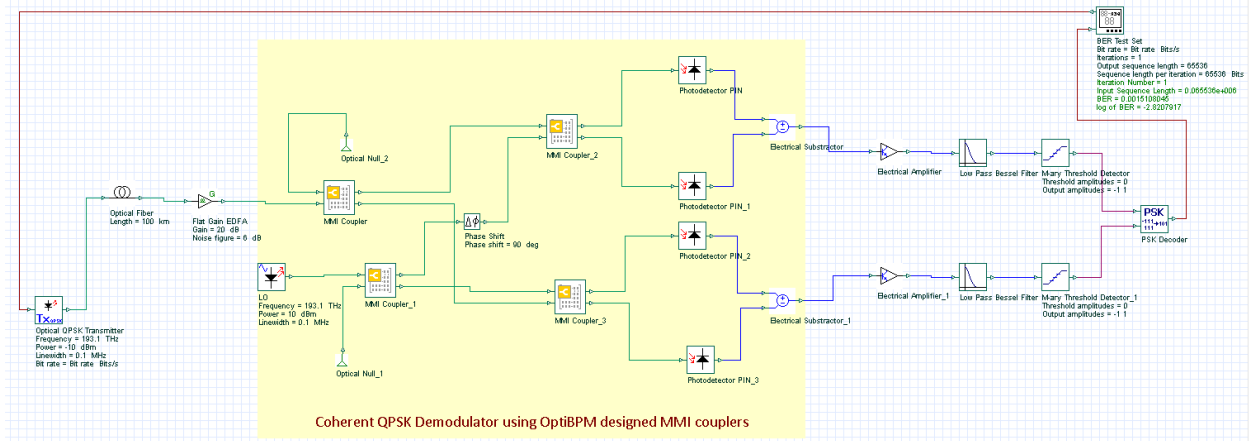 BER Test Set
Bit rate = Bit rate Bits/s
Iterations = 1
Output sequence length = 65536
Sequence length per iteration = 65536 Bits
Iteration Number = 1
Input Sequence Length = 0.065536e+006
BER = 0.0015108045
log of BER = -2.8207917
Photodetector PIN
Optical Null_2
MMI Coupler_2
Electrical Substractor
Electrical Amplifier
Low Pass Bessel Filter
M-ary Threshold Detector
Threshold amplitudes = 0
Output amplitudes = -1 1
Optical Fiber
Length = 100 km
Flat Gain EDFA
Gain = 20 dB
Noise figure = 6 dB
G
MMI Coupler
Photodetector PIN_1
Phase Shift
Phase shift = 90 deg
PSK
-111
111
+101
PSK Decoder
Photodetector PIN_2
LO
Frequency = 193.1 THz
Power = 10 dBm
Linewidth = 0.1 MHz
MMI Coupler_1
MMI Coupler_3
Electrical Substractor_1
Electrical Amplifier_1
Low Pass Bessel Filter
M-ary Threshold Detector_1
Threshold amplitudes = 0
Output amplitudes = -1 1
Tx QPSK
Optical QPSK Transmitter
Frequency = 193.1 THz
Power = -10 dBm
Linewidth = 0.1 MHz
Bit rate = Bit rate Bits/s
Optical Null_1
Photodetector PIN_3
Coherent QPSK Demodulator using OptiBPM designed MMI couplers